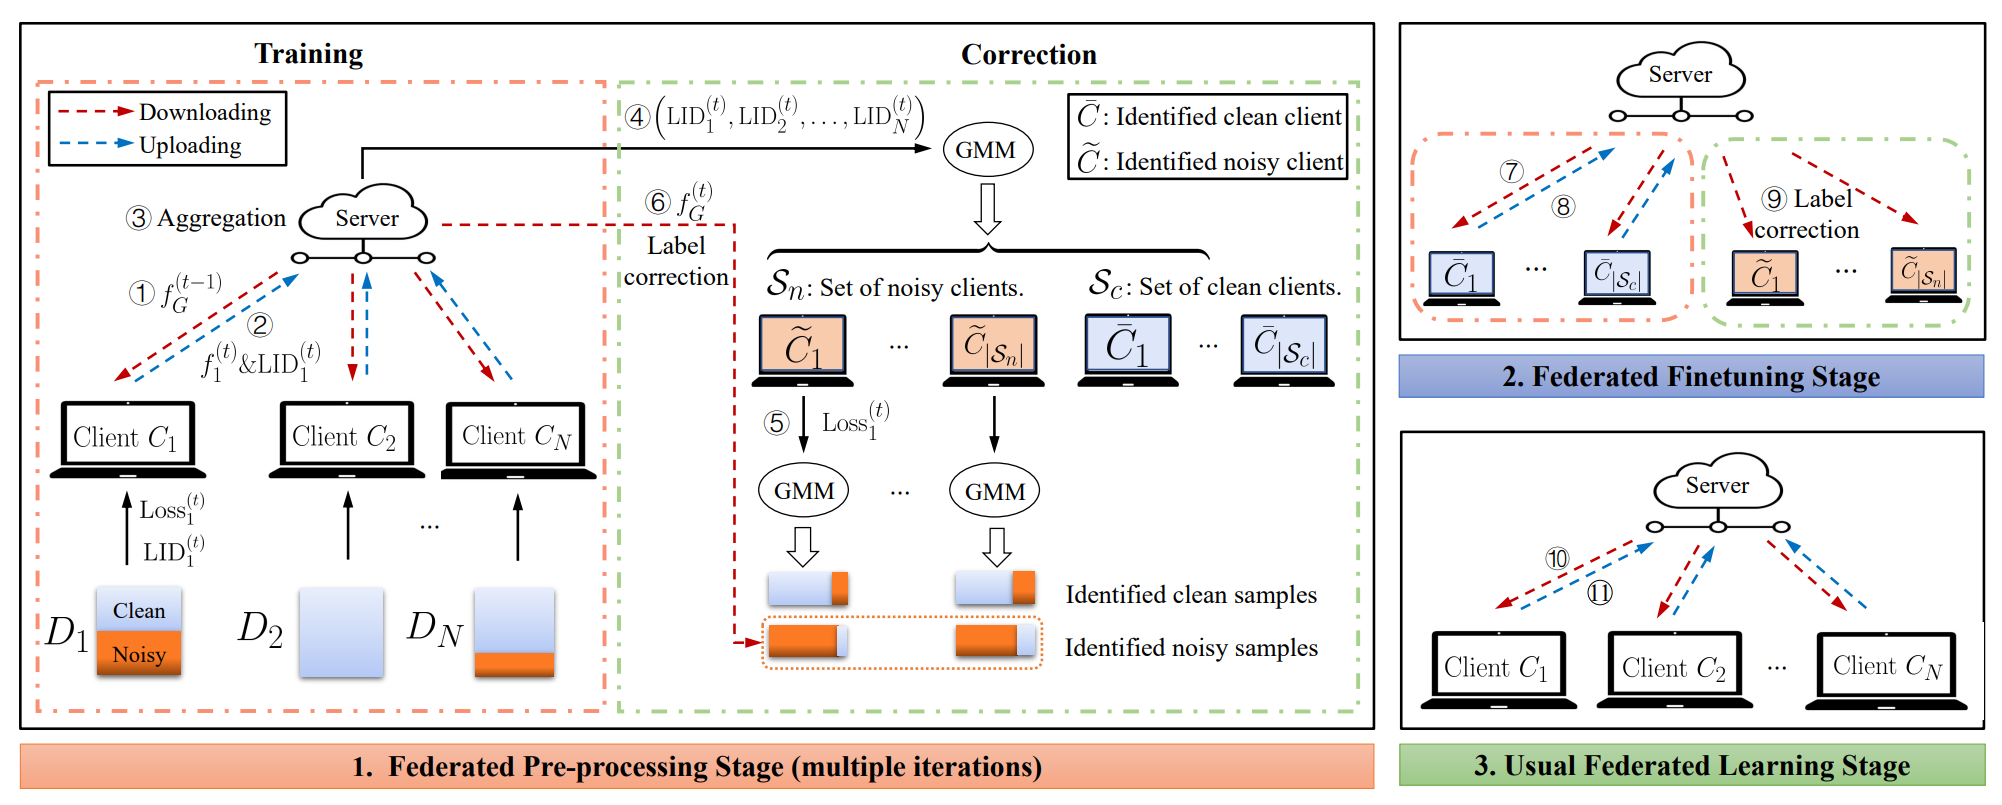 Training
Downloading
Uploading
③ Aggregation
Server
① f_G^{(t−1)}
②
f_1^{(t)}&LID_1^{(t)}
Client C_1
Client C_2
Client C_N
Loss_1^{(t)}
LID_1^{(t)}
...
D_1
Clean
Noisy
D_2
D_N
Correction
④ (LID_1^{(t)}, LID_2^{(t)}, ..., LID_N^{(t)})
GMM
C̄: Identified clean client
C̃: Identified noisy client
⑥ f_G^{(t)}
Label
correction
S_n: Set of noisy clients.
S_c: Set of clean clients.
C̃_1
...
C̃_{|S_n|}
C̄_1
...
C̄_{|S_c|}
⑤ Loss_1^{(t)}
GMM
...
GMM
Identified clean samples
Identified noisy samples
1. Federated Pre-processing Stage (multiple iterations)
Server
⑦
⑧
⑨ Label
correction
C̄_1
...
C̄_{|S_c|}
C̃_1
...
C̃_{|S_n|}
2. Federated Finetuning Stage
Server
⑩
⑪
Client C_1
Client C_2
...
Client C_N
3. Usual Federated Learning Stage